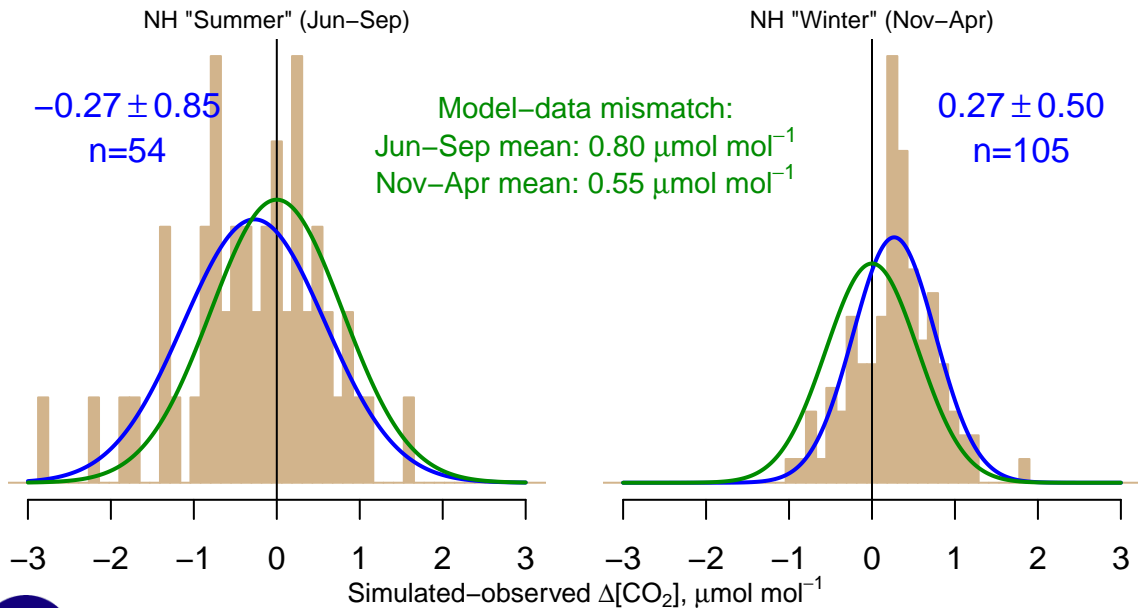 NH "Summer" (Jun−Sep)
−0.27 ± 0.85
n=54
Model−data mismatch:
Jun−Sep mean: 0.80 μmol mol⁻¹
Nov−Apr mean: 0.55 μmol mol⁻¹
NH "Winter" (Nov−Apr)
0.27 ± 0.50
n=105
−3 −2 −1 0 1 2 3
−3 −2 −1 0 1 2 3
Simulated−observed Δ[CO₂], μmol mol⁻¹